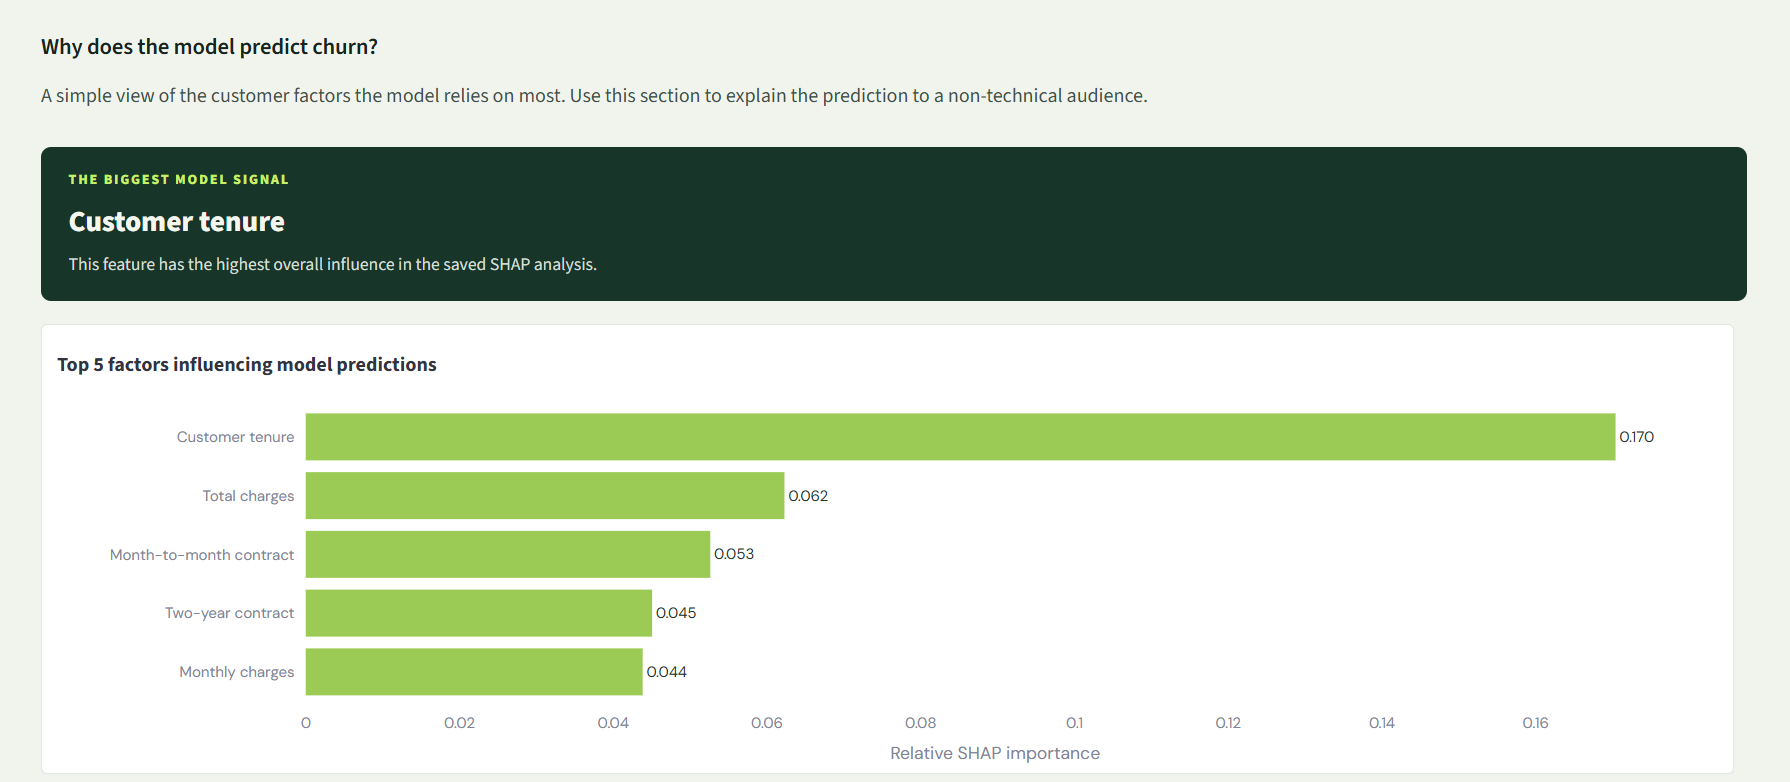 Why does the model predict churn?
A simple view of the customer factors the model relies on most. Use this section to explain the prediction to a non-technical audience.
THE BIGGEST MODEL SIGNAL
Customer tenure
This feature has the highest overall influence in the saved SHAP analysis.
Top 5 factors influencing model predictions
Customer tenure 0.170
Total charges 0.062
Month-to-month contract 0.053
Two-year contract 0.045
Monthly charges 0.044
0 0.02 0.04 0.06 0.08 0.1 0.12 0.14 0.16
Relative SHAP importance